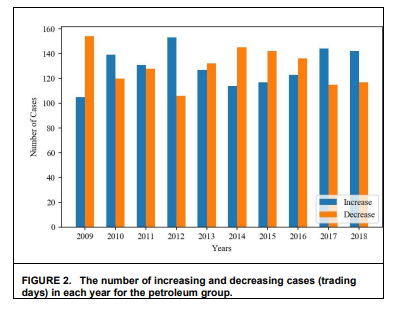 160
140
120
100
80
60
40
20
0
Number of Cases
2009 2010 2011 2012 2013 2014 2015 2016 2017 2018
Years
Increase
Decrease
FIGURE 2. The number of increasing and decreasing cases (trading
days) in each year for the petroleum group.